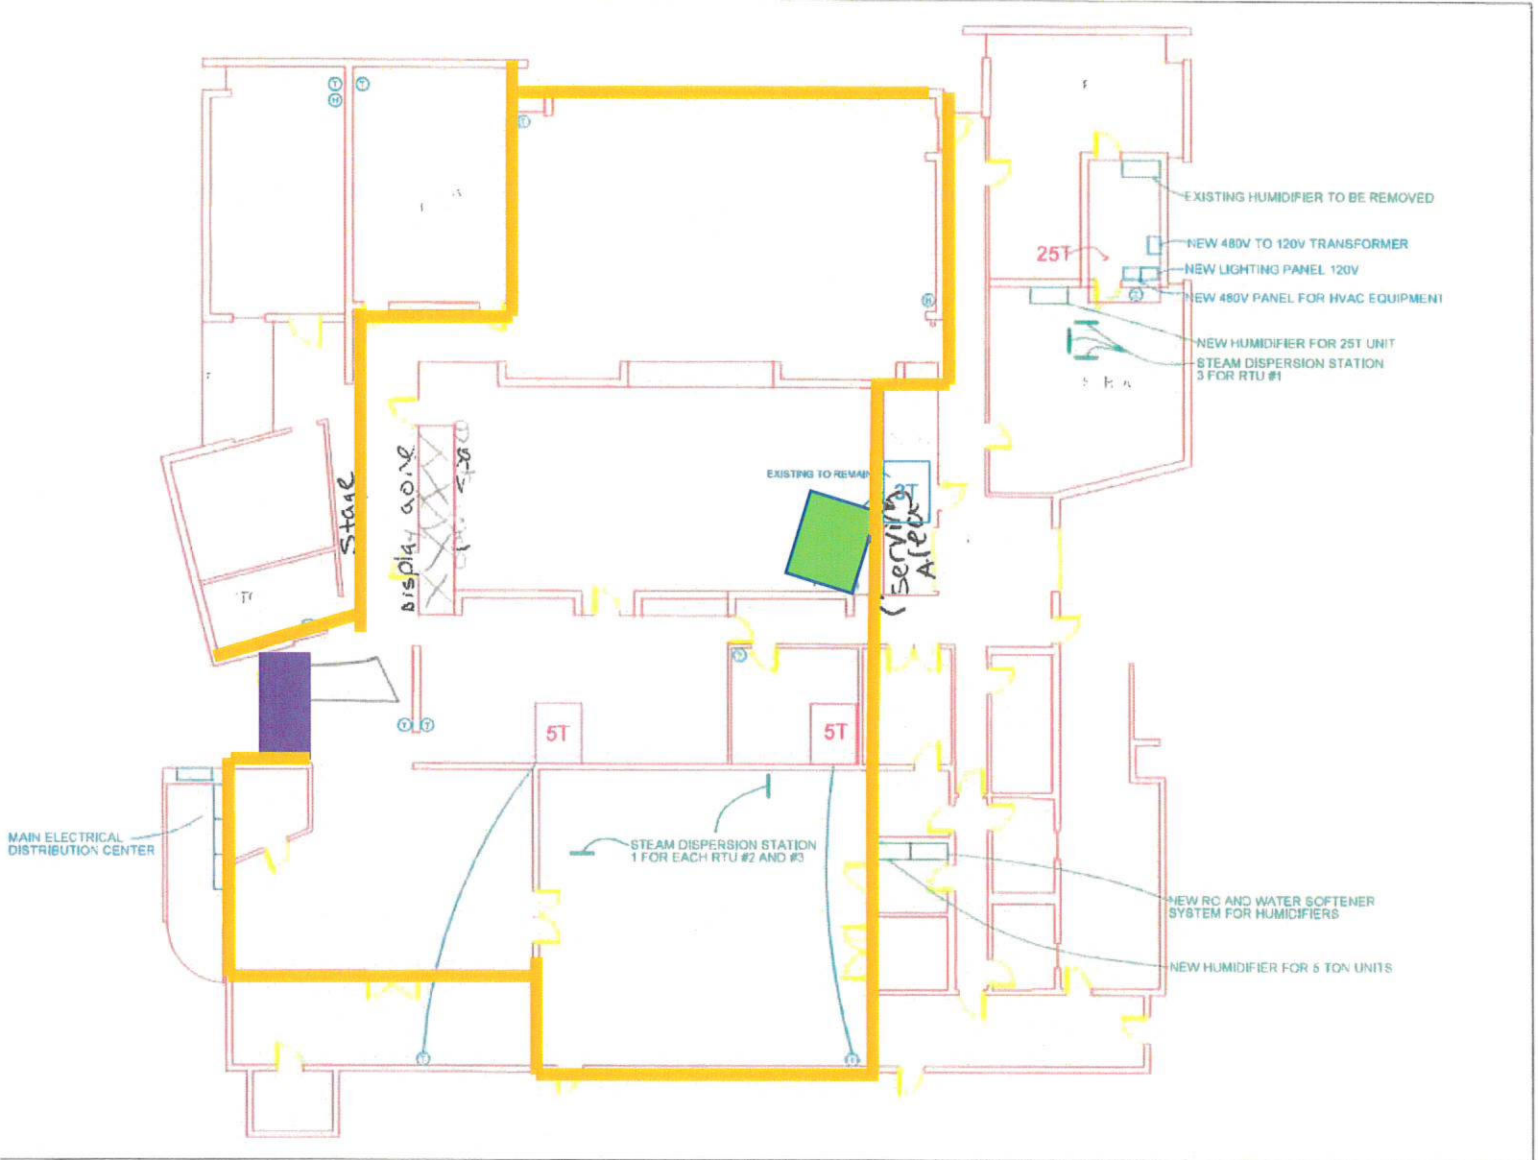 T
T
H
T
H
EXISTING HUMIDIFIER TO BE REMOVED
NEW 480V TO 120V TRANSFORMER
25T
NEW LIGHTING PANEL 120V
NEW 480V PANEL FOR HVAC EQUIPMENT
NEW HUMIDIFIER FOR 25T UNIT
STEAM DISPERSION STATION
3 FOR RTU #1
EXISTING TO REMAIN
3T
Stage
Display
(Serving
Area
T
T
T
5T
5T
MAIN ELECTRICAL
DISTRIBUTION CENTER
STEAM DISPERSION STATION
1 FOR EACH RTU #2 AND #3
NEW RO AND WATER SOFTENER
SYSTEM FOR HUMIDIFIERS
NEW HUMIDIFIER FOR 5 TON UNITS
T